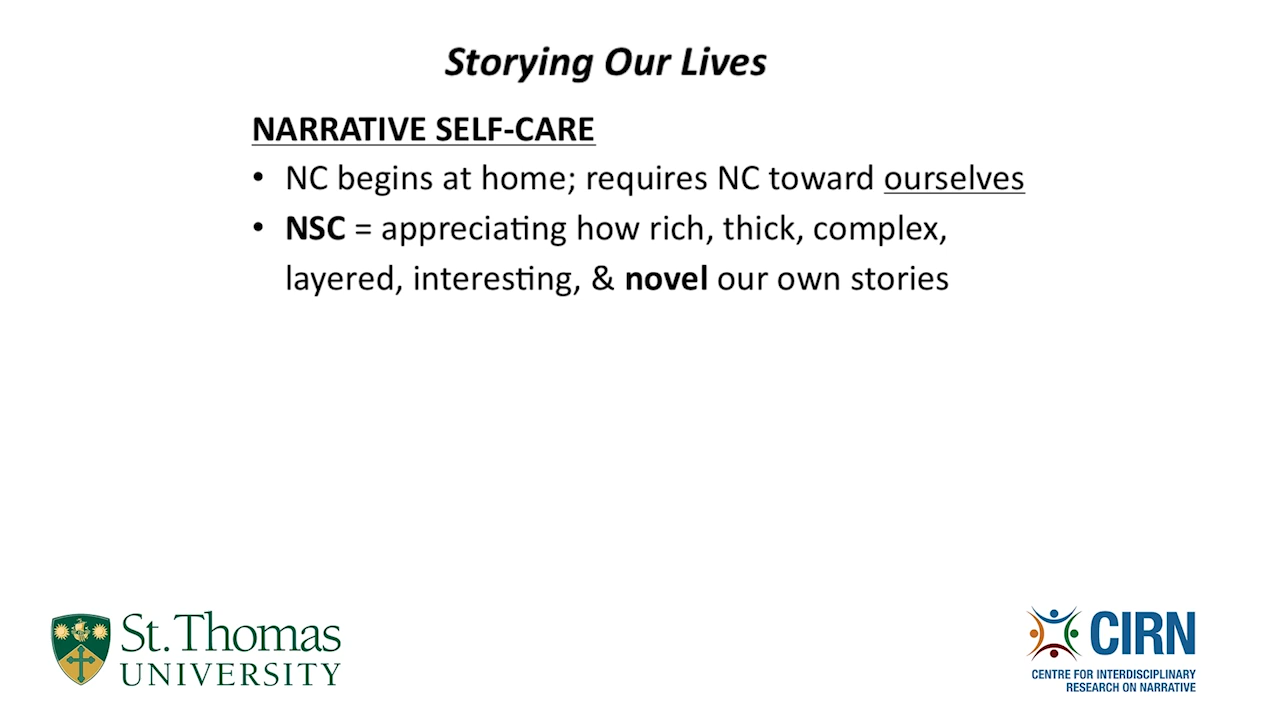 Storying Our Lives
NARRATIVE SELF-CARE
• NC begins at home; requires NC toward ourselves
• NSC = appreciating how rich, thick, complex,
layered, interesting, & novel our own stories
St. Thomas
UNIVERSITY
CIRN
CENTRE FOR INTERDISCIPLINARY
RESEARCH ON NARRATIVE